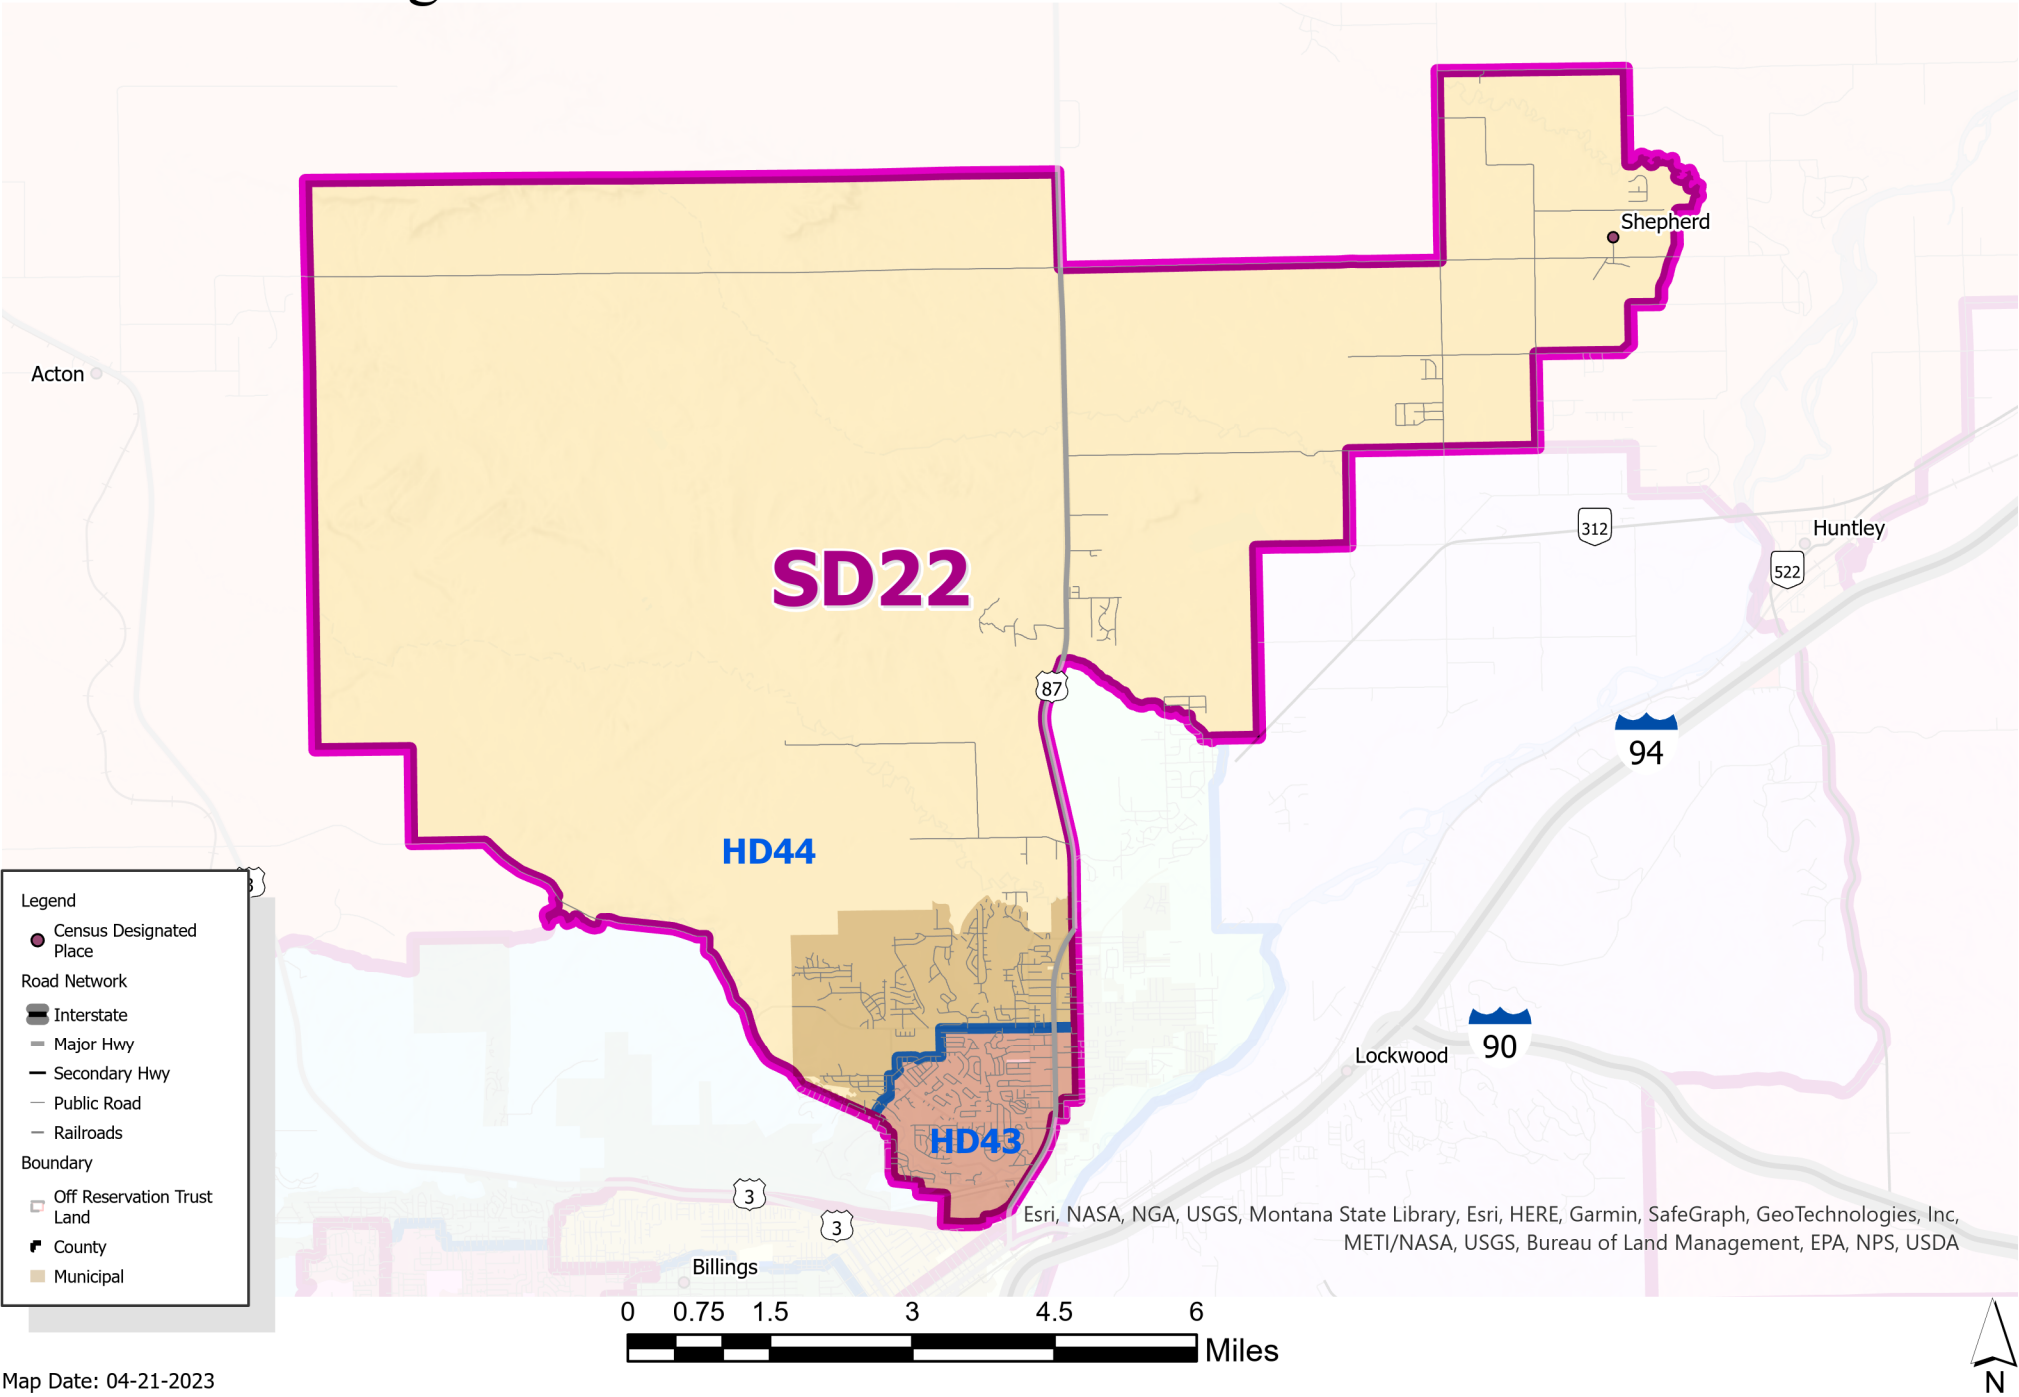 Shepherd
Acton
SD22
312
Huntley
522
87
94
HD44
3
Legend
Census Designated
Place
Road Network
Interstate
Major Hwy
Secondary Hwy
Public Road
Railroads
Boundary
Off Reservation Trust
Land
County
Municipal
90
Lockwood
HD43
3
3
Billings
Esri, NASA, NGA, USGS, Montana State Library, Esri, HERE, Garmin, SafeGraph, GeoTechnologies, Inc,
METI/NASA, USGS, Bureau of Land Management, EPA, NPS, USDA
0 0.75 1.5 3 4.5 6
Miles
N
Map Date: 04-21-2023